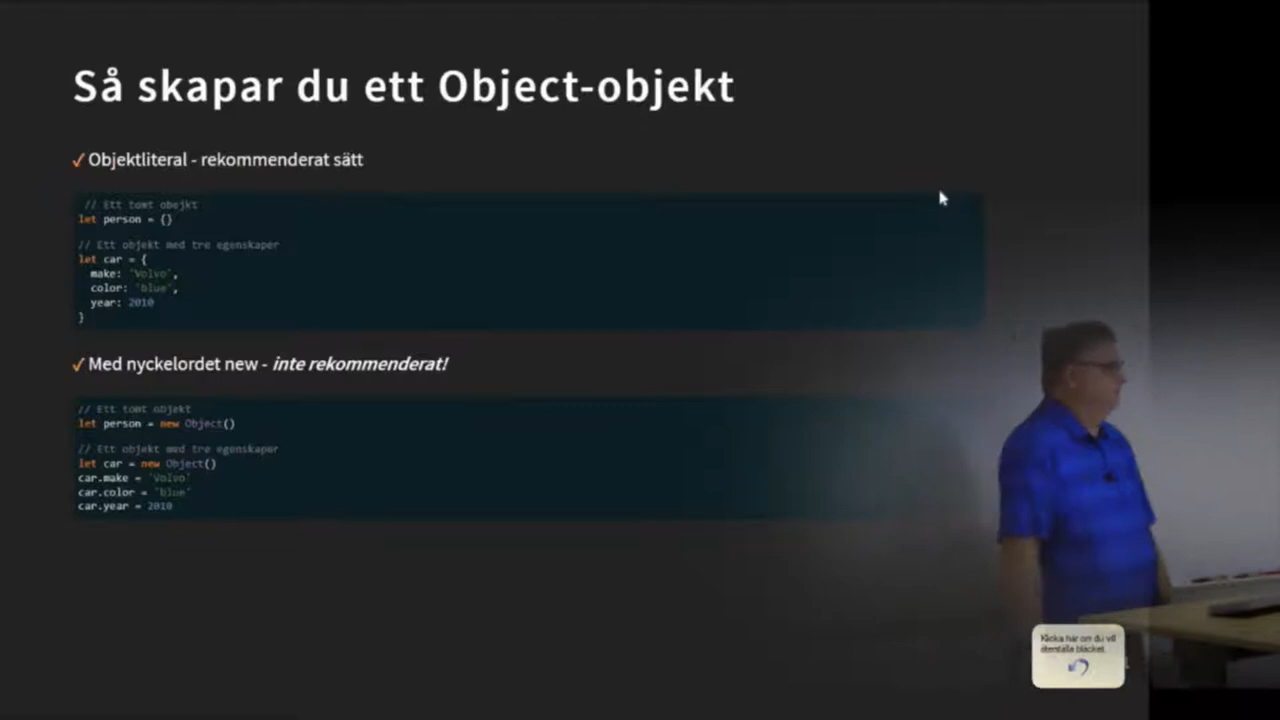 Så skapar du ett Object-objekt
✓ Objektliteral - rekommenderat sätt
// Ett tomt obejkt
let person = {}
// Ett objekt med tre egenskaper
let car = {
make: 'Volvo',
color: 'blue',
year: 2010
}
✓ Med nyckelordet new - inte rekommenderat!
// Ett tomt objekt
let person = new Object()
// Ett objekt med tre egenskaper
let car = new Object()
car.make = 'Volvo'
car.color = 'blue'
car.year = 2010
Klicka här om du vill
återställa bläcket.